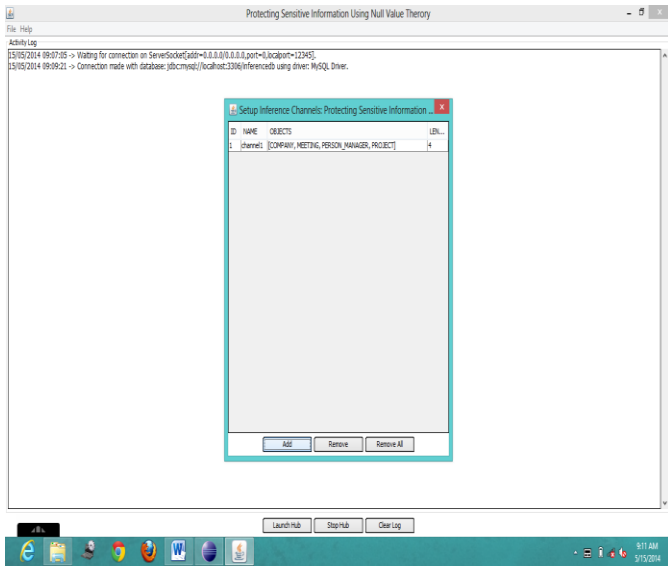 Protecting Sensitive Information Using Null Value Therory
File Help
Activity Log
15/05/2014 09:07:05 -> Waiting for connection on ServerSocket[addr=0.0.0.0/0.0.0.0,port=0,localport=12345].
15/05/2014 09:09:21 -> Connection made with database: jdbc:mysql://localhost:3306/inferencedb using driver: MySQL Driver.
Setup Inference Channels: Protecting Sensitive Information ...
ID NAME OBJECTS LEN...
1 channel1 [COMPANY, MEETING, PERSON_MANAGER, PROJECT] 4
Add Remove Remove All
Launch Hub Stop Hub Clear Log
9:11 AM
5/15/2014